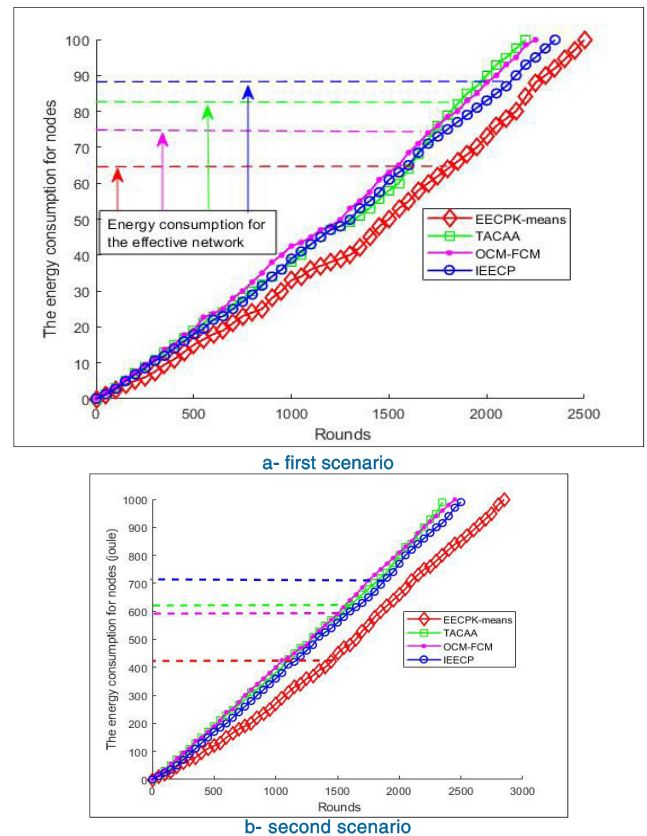 The energy consumption for nodes
100
90
80
70
60
50
40
30
20
10
0
Energy consumption for
the effective network
EECPK-means
TACAA
OCM-FCM
IEECP
0
500
1000
1500
2000
2500
Rounds
a- first scenario
The energy consumption for nodes (joule)
1000
900
800
700
600
500
400
300
200
100
0
EECPK-means
TACAA
OCM-FCM
IEECP
0
500
1000
1500
2000
2500
3000
Rounds
b- second scenario